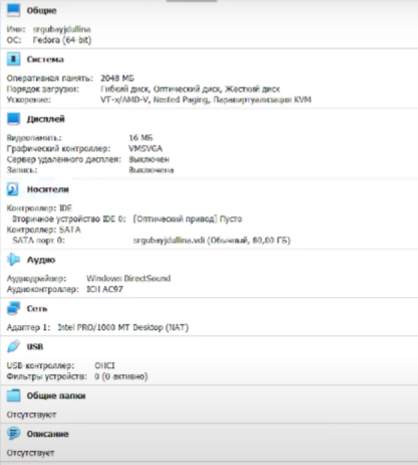 Общие
Имя: srgubayjdullina
ОС: Fedora (64-bit)
Система
Оперативная память: 2048 МБ
Порядок загрузки: Гибкий диск, Оптический диск, Жёсткий диск
Ускорение: VT-x/AMD-V, Nested Paging, Паравиртуализация KVM
Дисплей
Видеопамять: 16 МБ
Графический контроллер: VMSVGA
Сервер удалённого дисплея: Выключен
Запись: Выключена
Носители
Контроллер: IDE
Вторичное устройство IDE 0: [Оптический привод] Пусто
Контроллер: SATA
SATA порт 0: srgubayjdullina.vdi (Обычный, 80,00 ГБ)
Аудио
Аудиодрайвер: Windows DirectSound
Аудиоконтроллер: ICH AC97
Сеть
Адаптер 1: Intel PRO/1000 MT Desktop (NAT)
USB
USB-контроллер: OHCI
Фильтры устройств: 0 (0 активно)
Общие папки
Отсутствуют
Описание
Отсутствует